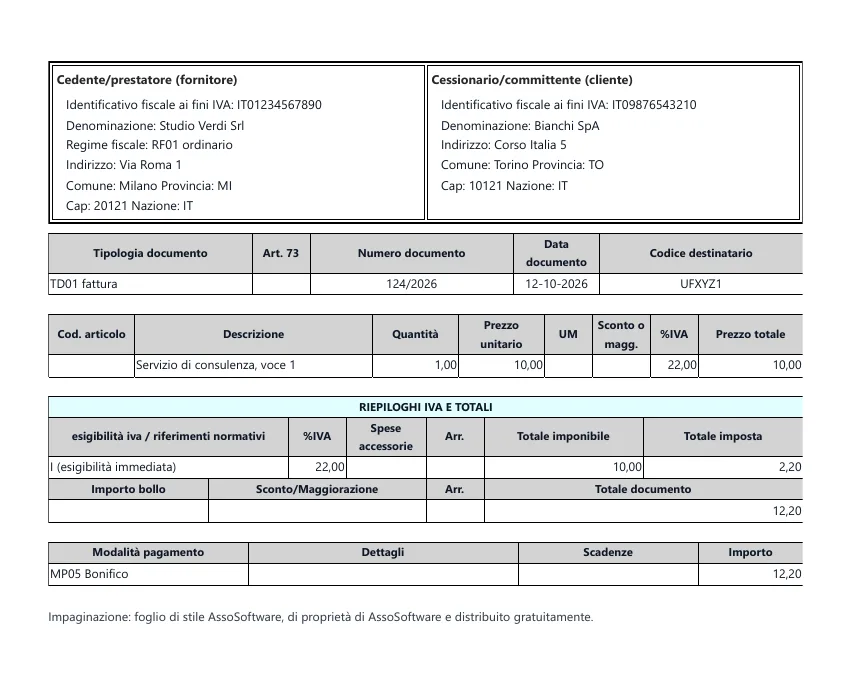 Cedente/prestatore (fornitore)
Identificativo fiscale ai fini IVA: IT01234567890
Denominazione: Studio Verdi Srl
Regime fiscale: RF01 ordinario
Indirizzo: Via Roma 1
Comune: Milano Provincia: MI
Cap: 20121 Nazione: IT
Cessionario/committente (cliente)
Identificativo fiscale ai fini IVA: IT09876543210
Denominazione: Bianchi SpA
Indirizzo: Corso Italia 5
Comune: Torino Provincia: TO
Cap: 10121 Nazione: IT
Tipologia documento Art. 73 Numero documento Data documento Codice destinatario
TD01 fattura 124/2026 12-10-2026 UFXYZ1
Cod. articolo Descrizione Quantità Prezzo unitario UM Sconto o magg. %IVA Prezzo totale
Servizio di consulenza, voce 1 1,00 10,00 22,00 10,00
RIEPILOGHI IVA E TOTALI
esigibilità iva / riferimenti normativi %IVA Spese accessorie Arr. Totale imponibile Totale imposta
I (esigibilità immediata) 22,00 10,00 2,20
Importo bollo Sconto/Maggiorazione Arr. Totale documento
12,20
Modalità pagamento Dettagli Scadenze Importo
MP05 Bonifico 12,20
Impaginazione: foglio di stile AssoSoftware, di proprietà di AssoSoftware e distribuito gratuitamente.